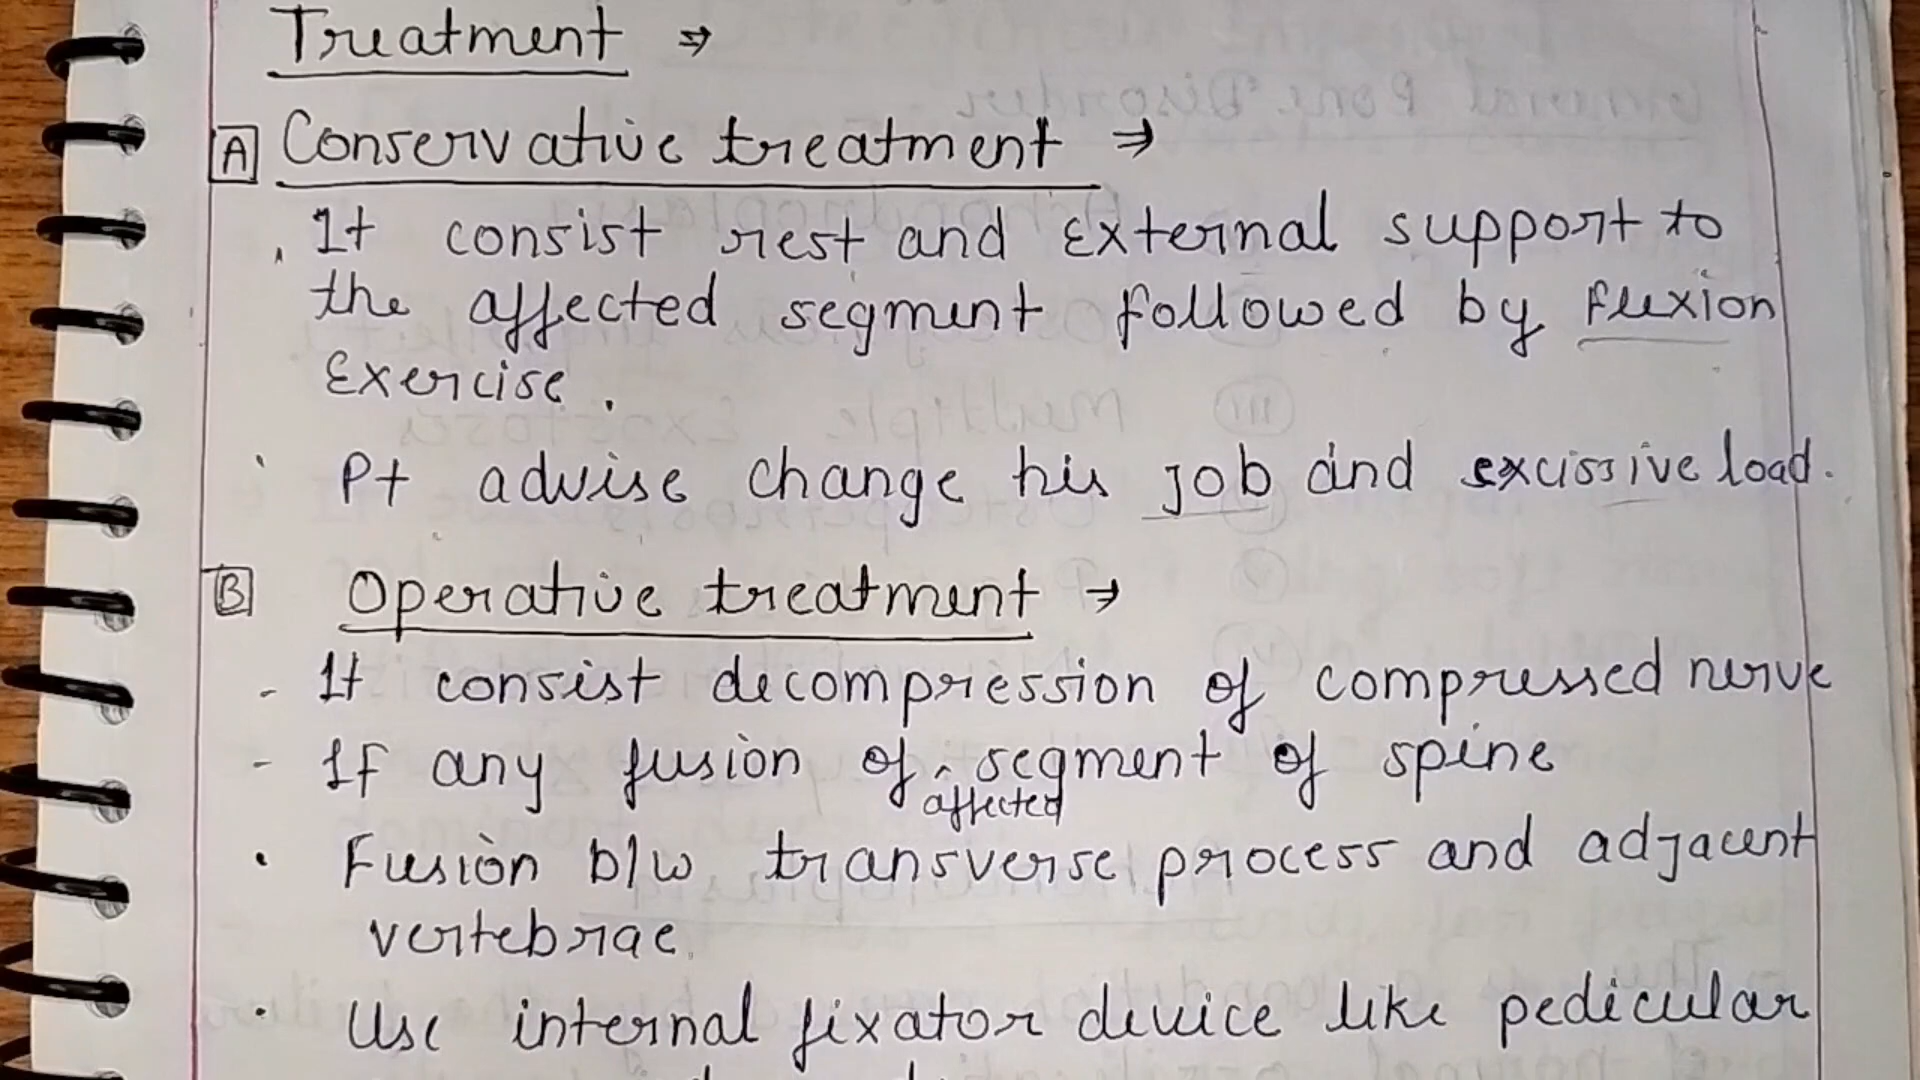 Treatment ⇒
A Conservative treatment ⇒
. It consist rest and External support to
the affected segment followed by flexion
Exercise.
· Pt advise change his job and excissive load.
B Operative treatment ⇒
- It consist decompression of compressed nerve
- If any fusion of ^ segment of spine
affected
• Fusion b/w transverse process and adjacent
vertebrae
• Use internal fixator device like pedicular